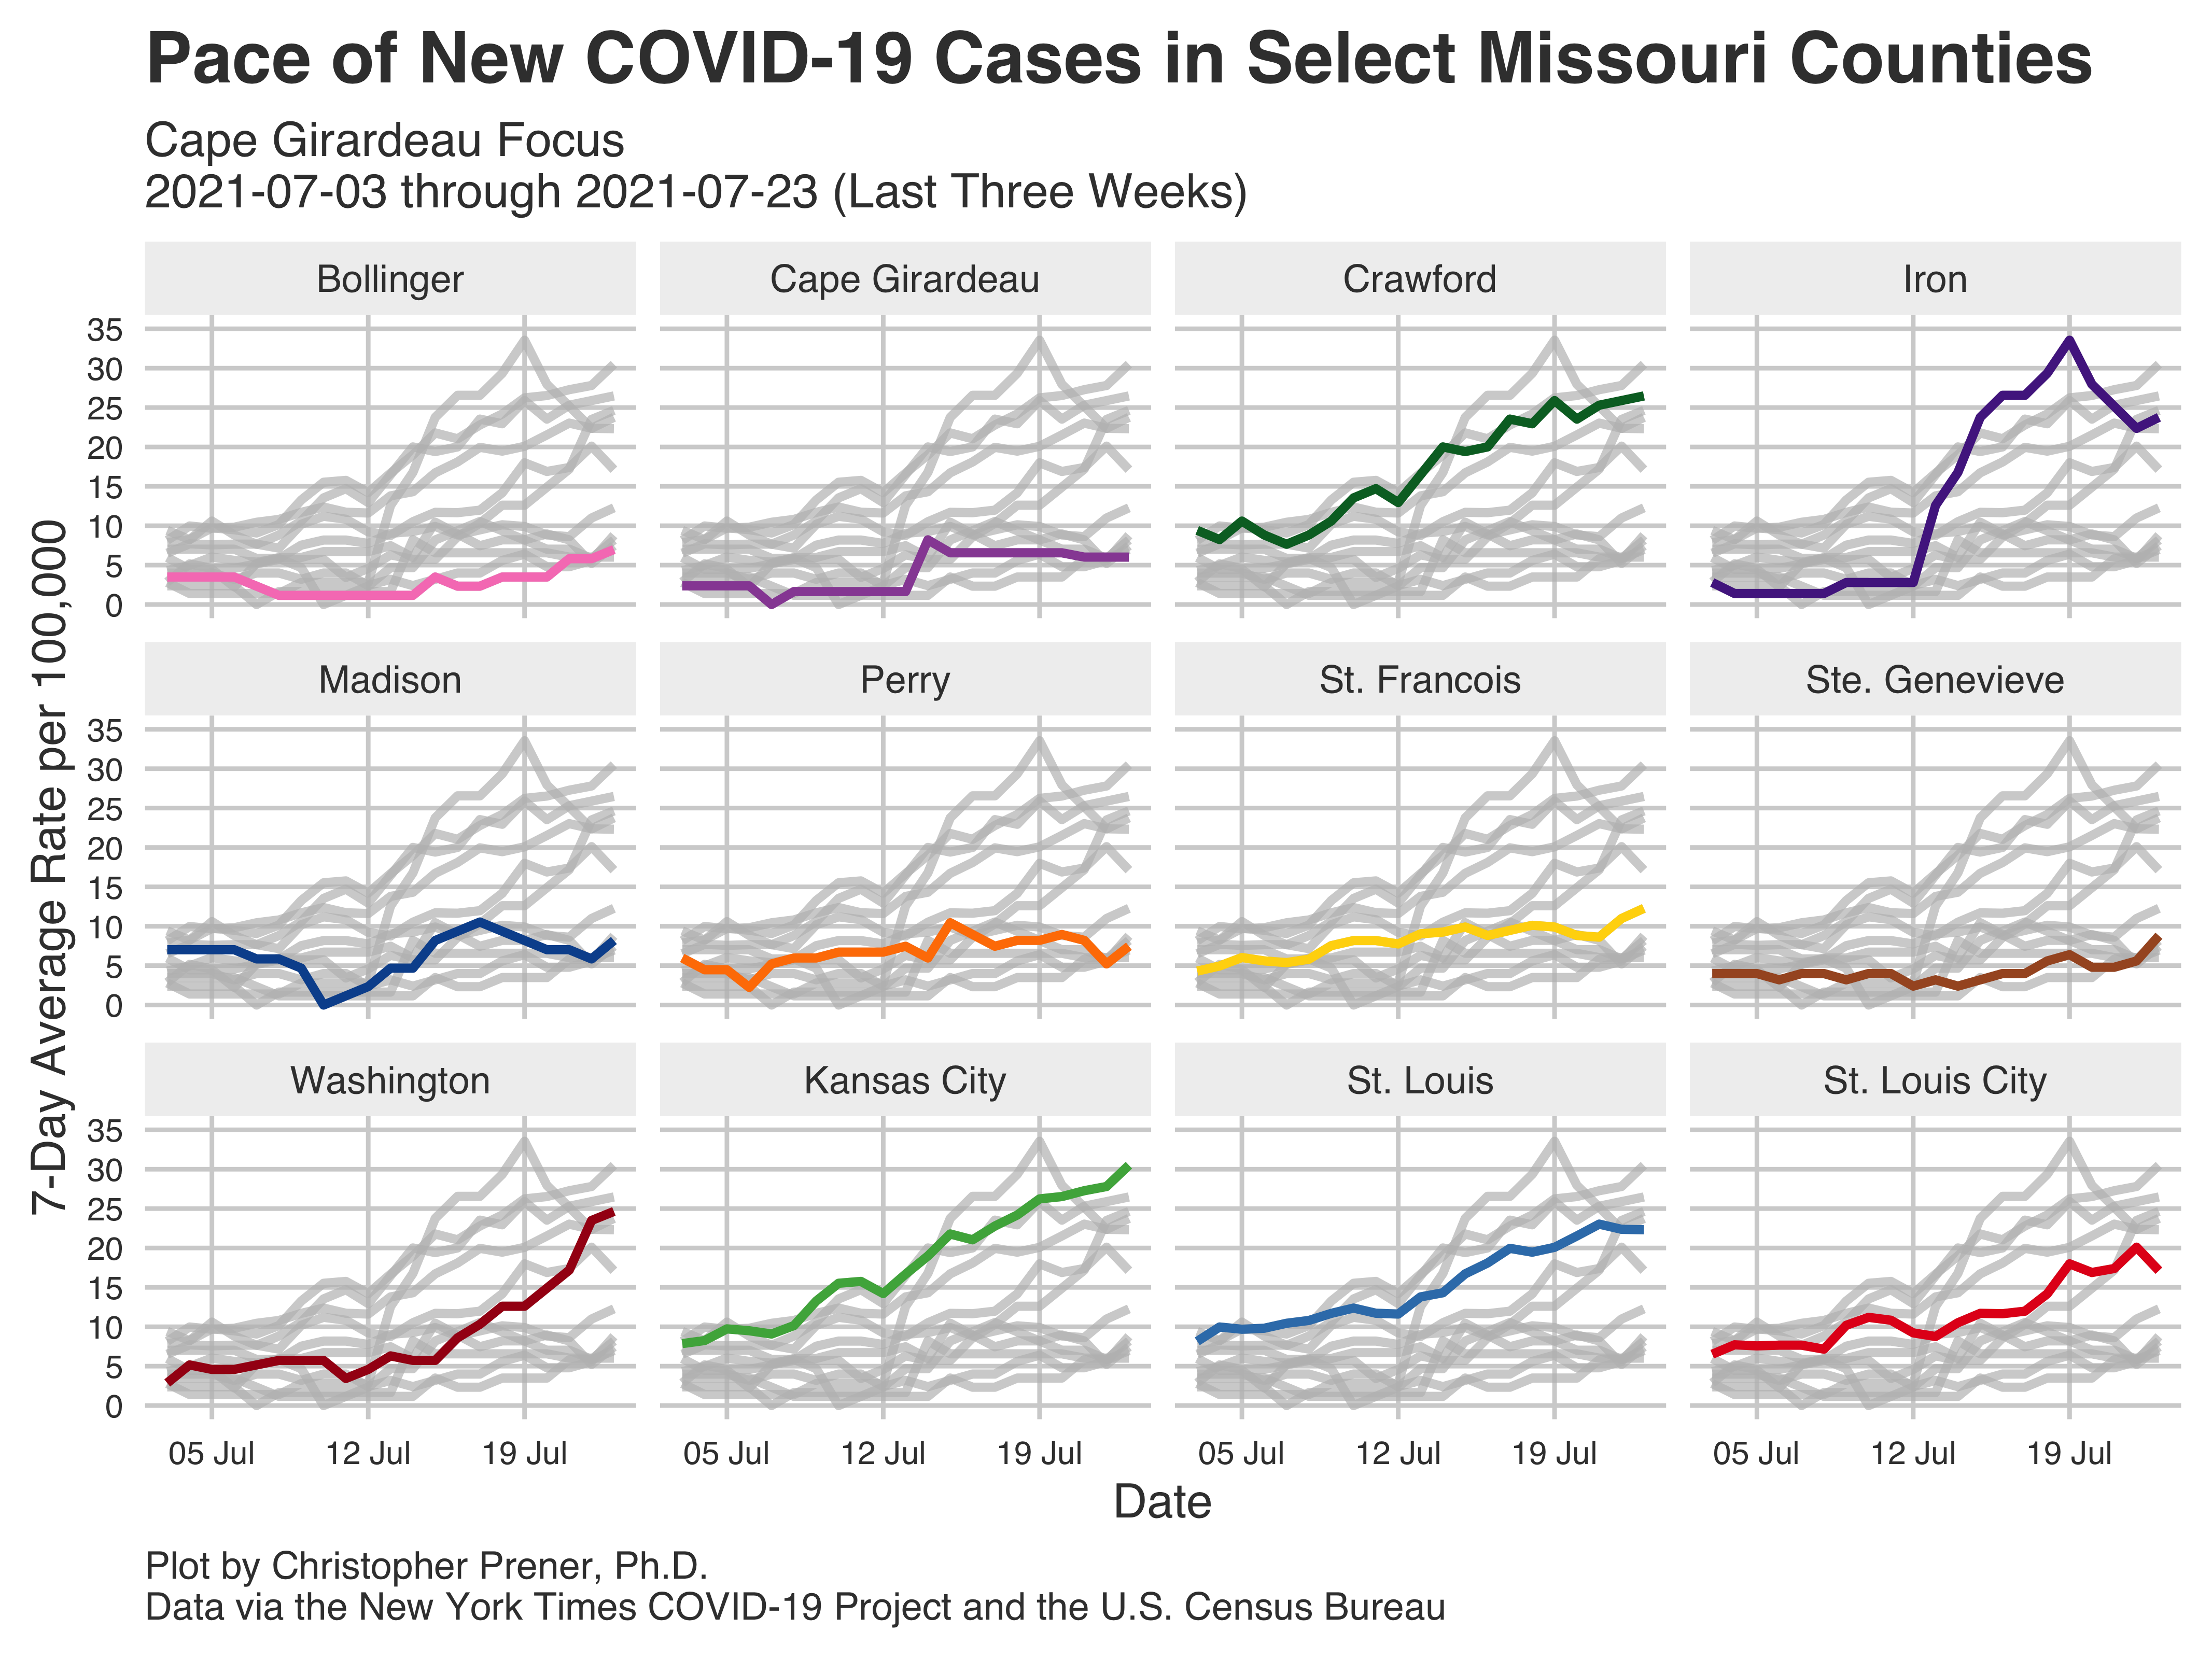 Pace of New COVID-19 Cases in Select Missouri Counties
Cape Girardeau Focus
2021-07-03 through 2021-07-23 (Last Three Weeks)
7-Day Average Rate per 100,000
Bollinger
Cape Girardeau
Crawford
Iron
35
30
25
20
15
10
5
0
Madison
Perry
St. Francois
Ste. Genevieve
35
30
25
20
15
10
5
0
Washington
Kansas City
St. Louis
St. Louis City
35
30
25
20
15
10
5
0
05 Jul 12 Jul 19 Jul
05 Jul 12 Jul 19 Jul
05 Jul 12 Jul 19 Jul
05 Jul 12 Jul 19 Jul
Date
Plot by Christopher Prener, Ph.D.
Data via the New York Times COVID-19 Project and the U.S. Census Bureau